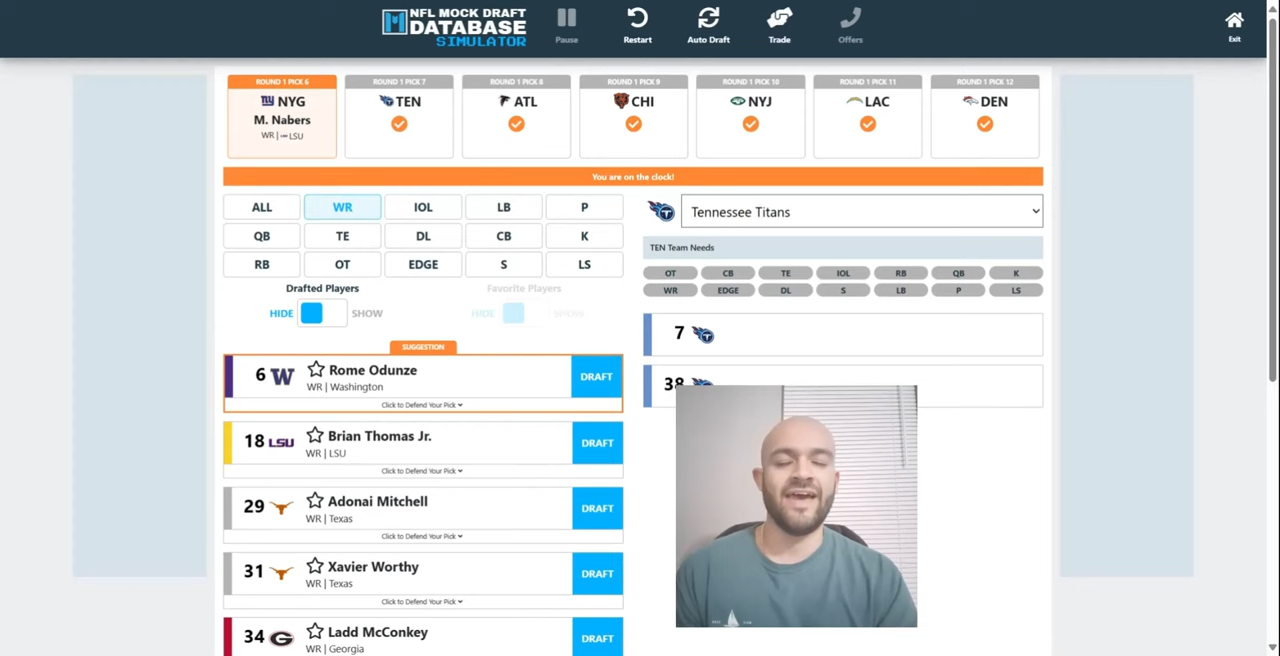 NFL MOCK DRAFT
DATABASE
SIMULATOR
Pause
Restart
Auto Draft
Trade
Offers
Exit
ROUND 1 PICK 6
NYG
M. Nabers
WR | LSU
ROUND 1 PICK 7
TEN
ROUND 1 PICK 8
ATL
ROUND 1 PICK 9
CHI
ROUND 1 PICK 10
NYJ
ROUND 1 PICK 11
LAC
ROUND 1 PICK 12
DEN
You are on the clock!
ALL WR IOL LB P
QB TE DL CB K
RB OT EDGE S LS
Drafted Players
HIDE SHOW
Favorite Players
HIDE SHOW
SUGGESTION
6 W Rome Odunze DRAFT
WR | Washington
Click to Defend Your Pick
18 LSU Brian Thomas Jr. DRAFT
WR | LSU
Click to Defend Your Pick
29 Adonai Mitchell DRAFT
WR | Texas
Click to Defend Your Pick
31 Xavier Worthy DRAFT
WR | Texas
Click to Defend Your Pick
34 G Ladd McConkey DRAFT
WR | Georgia
Tennessee Titans
TEN Team Needs
OT CB TE IOL RB QB K
WR EDGE DL S LB P LS
7
38